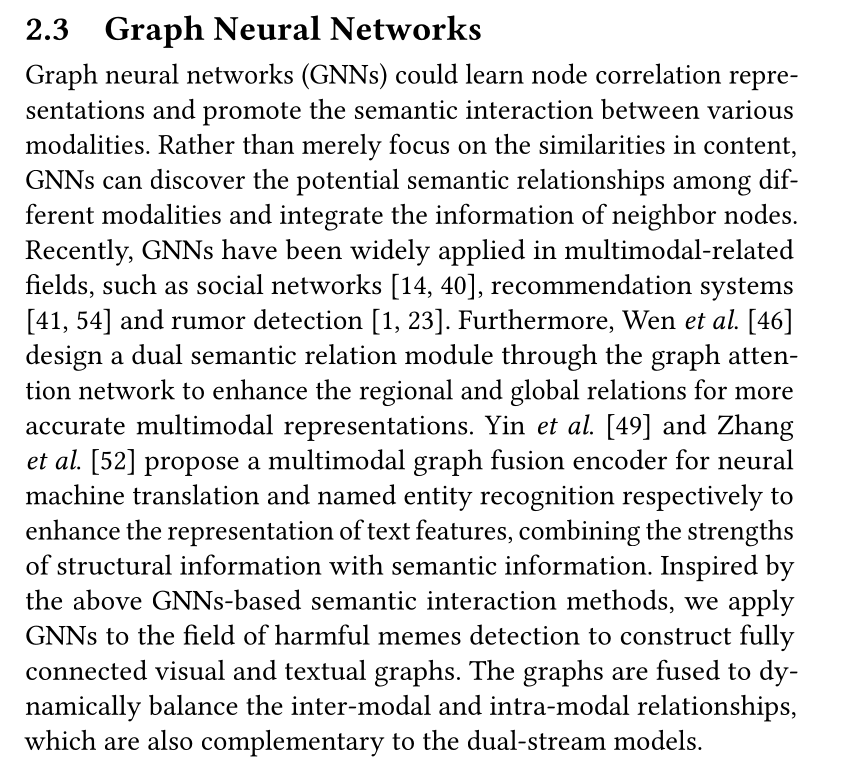 2.3 Graph Neural Networks
Graph neural networks (GNNs) could learn node correlation repre-
sentations and promote the semantic interaction between various
modalities. Rather than merely focus on the similarities in content,
GNNs can discover the potential semantic relationships among dif-
ferent modalities and integrate the information of neighbor nodes.
Recently, GNNs have been widely applied in multimodal-related
fields, such as social networks [14, 40], recommendation systems
[41, 54] and rumor detection [1, 23]. Furthermore, Wen et al. [46]
design a dual semantic relation module through the graph atten-
tion network to enhance the regional and global relations for more
accurate multimodal representations. Yin et al. [49] and Zhang
et al. [52] propose a multimodal graph fusion encoder for neural
machine translation and named entity recognition respectively to
enhance the representation of text features, combining the strengths
of structural information with semantic information. Inspired by
the above GNNs-based semantic interaction methods, we apply
GNNs to the field of harmful memes detection to construct fully
connected visual and textual graphs. The graphs are fused to dy-
namically balance the inter-modal and intra-modal relationships,
which are also complementary to the dual-stream models.